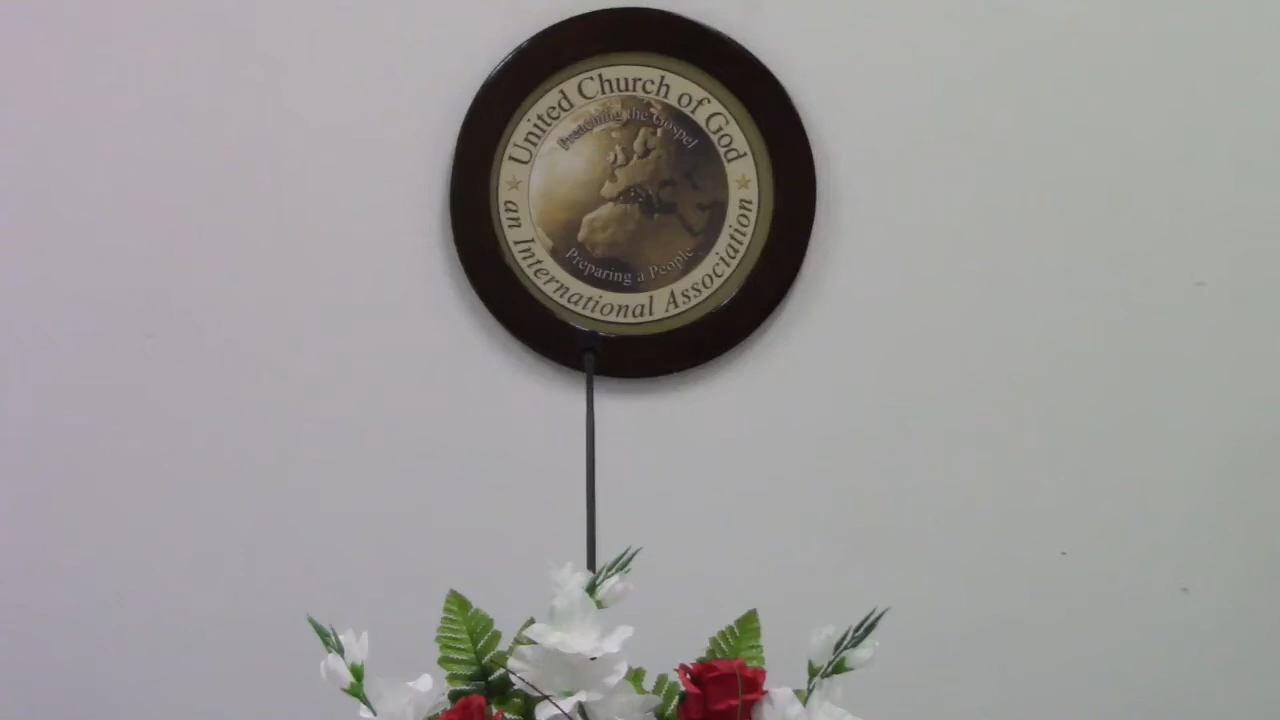 United Church of God
Preaching the Gospel
Preparing a People
an International Association